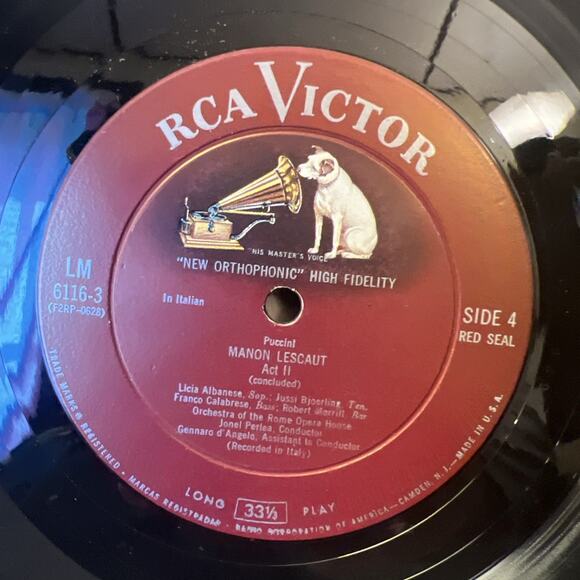 RCA VICTOR
"HIS MASTER'S VOICE"
"NEW ORTHOPHONIC" HIGH FIDELITY
LM
6116-3
(F2RP-0628)
In Italian
SIDE 4
RED SEAL
Puccini
MANON LESCAUT
Act II
(concluded)
Licia Albanese, Sop.; Jussi Bjoerling, Ten.
Franco Calabrese, Bass; Robert Merrill, Bar
Orchestra of the Rome Opera House
Jonel Perlea, Conductor
Gennaro d'Angelo, Assistant to Conductor
(Recorded in Italy)
LONG 33⅓ PLAY
TRADE MARKS ® REGISTERED · MARCAS REGISTRADAS · RADIO CORPORATION OF AMERICA—CAMDEN, N.J.—MADE IN U.S.A.